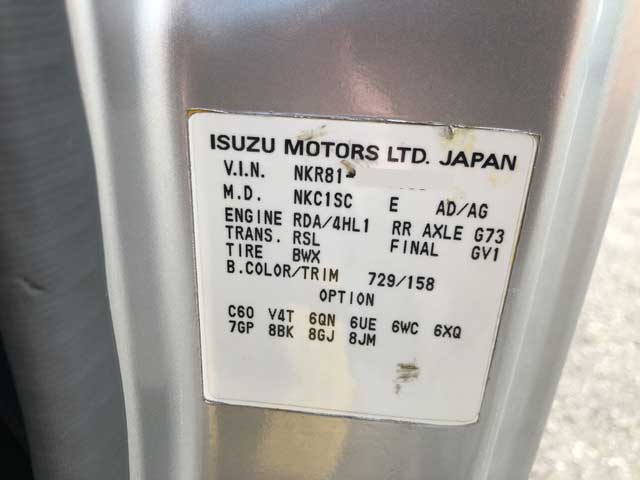 ISUZU MOTORS LTD. JAPAN
V.I.N. NKR81-
M.D. NKC1SC E AD/AG
ENGINE RDA/4HL1 RR AXLE G73
TRANS. RSL FINAL GV1
TIRE BWX
B.COLOR/TRIM 729/158
OPTION
C60 V4T 6QN 6UE 6WC 6XQ
7GP 8BK 8GJ 8JM